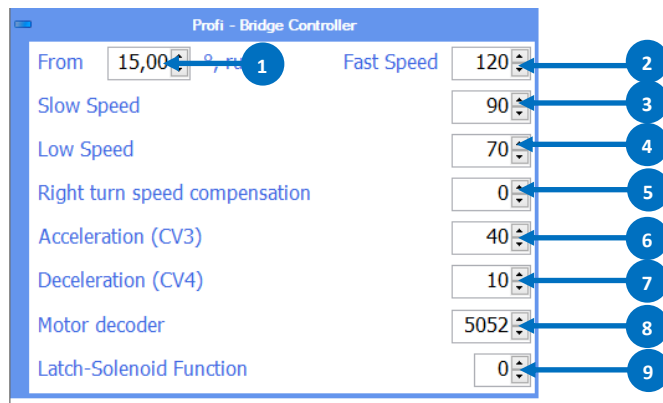 Profi - Bridge Controller
From 15,00 1 Fast Speed 120 2
Slow Speed 90 3
Low Speed 70 4
Right turn speed compensation 0 5
Acceleration (CV3) 40 6
Deceleration (CV4) 10 7
Motor decoder 5052 8
Latch-Solenoid Function 0 9